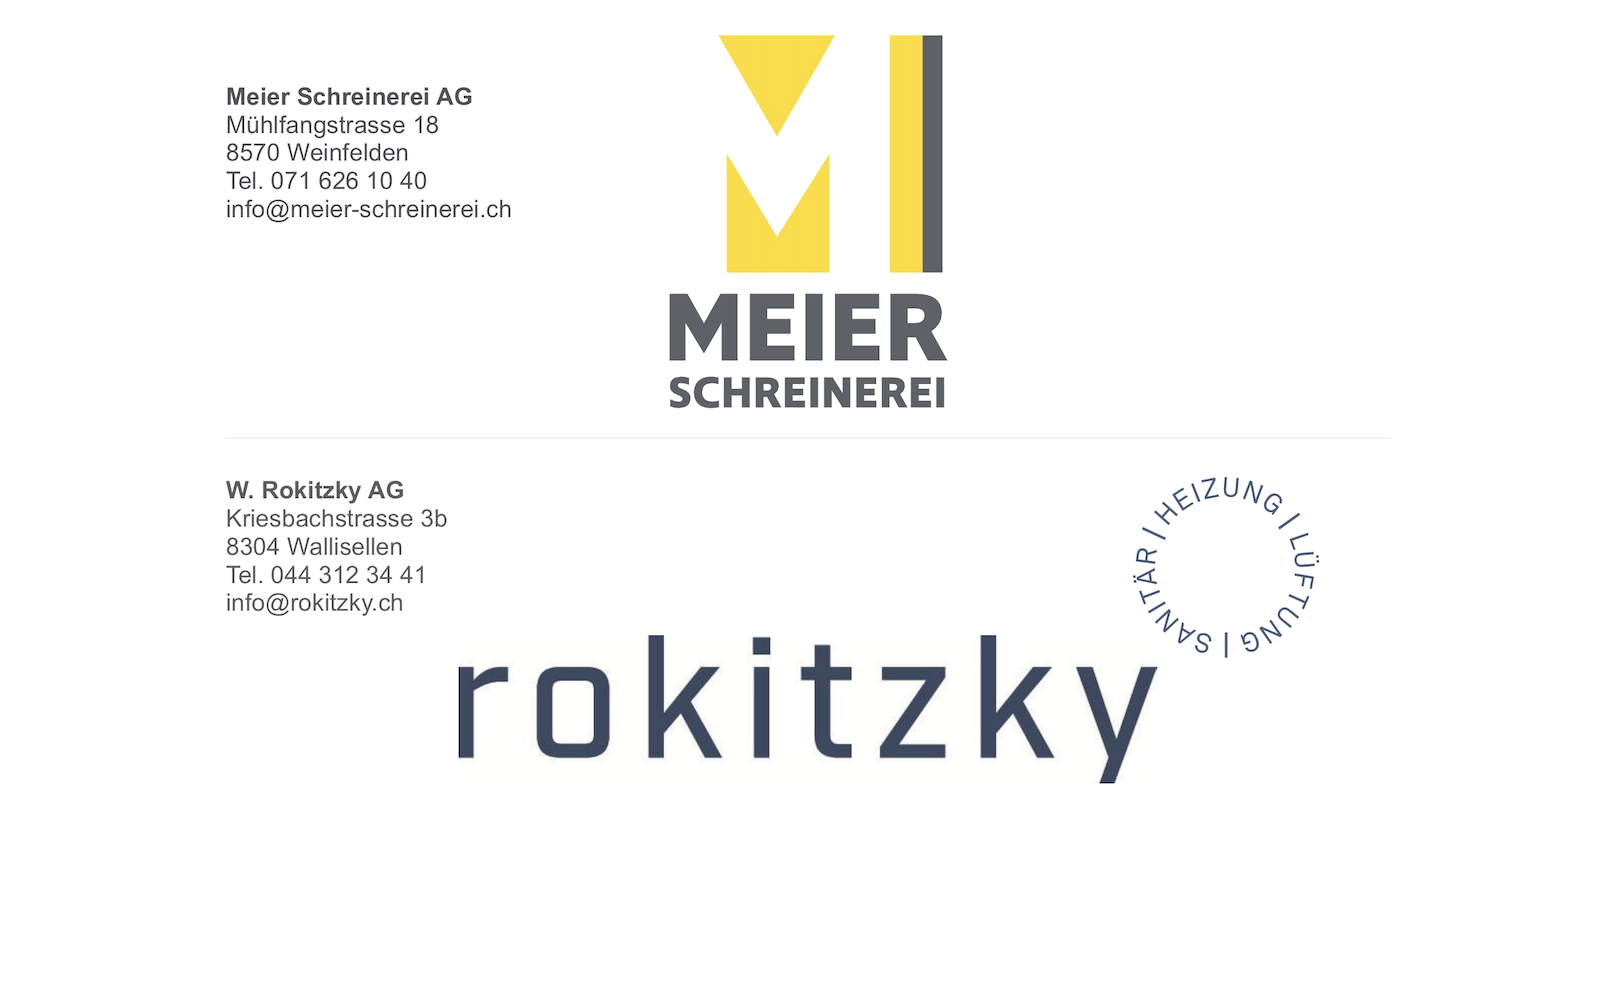 Meier Schreinerei AG
Mühlfangstrasse 18
8570 Weinfelden
Tel. 071 626 10 40
info@meier-schreinerei.ch
MEIER
SCHREINEREI
W. Rokitzky AG
Kriesbachstrasse 3b
8304 Wallisellen
Tel. 044 312 34 41
info@rokitzky.ch
SANITÄR | HEIZUNG | LÜFTUNG |
rokitzky